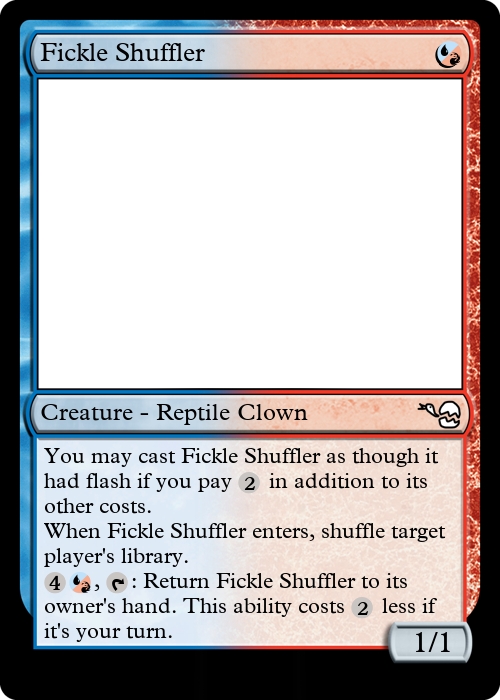 Fickle Shuffler
Creature - Reptile Clown
You may cast Fickle Shuffler as though it
had flash if you pay 2 in addition to its
other costs.
When Fickle Shuffler enters, shuffle target
player's library.
4 , : Return Fickle Shuffler to its
owner's hand. This ability costs 2 less if
it's your turn.
1/1